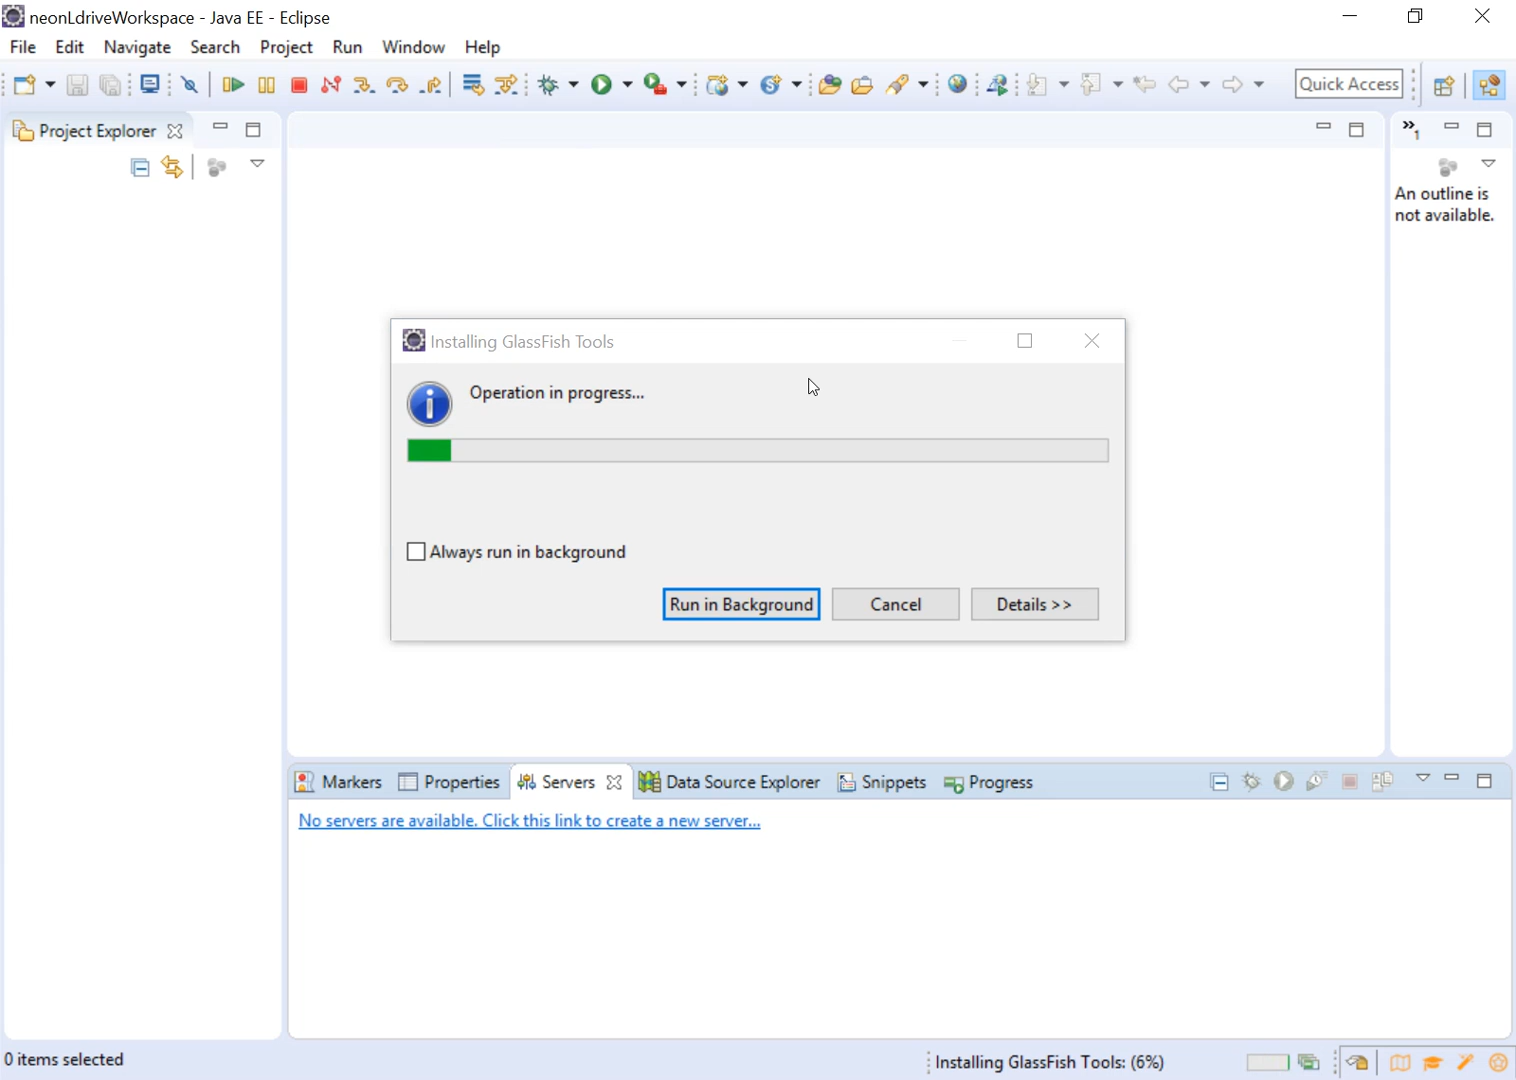 neonLdriveWorkspace - Java EE - Eclipse
File Edit Navigate Search Project Run Window Help
Quick Access
Project Explorer
1
An outline is
not available.
Installing GlassFish Tools
Operation in progress...
Always run in background
Run in Background Cancel Details >>
Markers Properties Servers Data Source Explorer Snippets Progress
No servers are available. Click this link to create a new server...
0 items selected
Installing GlassFish Tools: (6%)